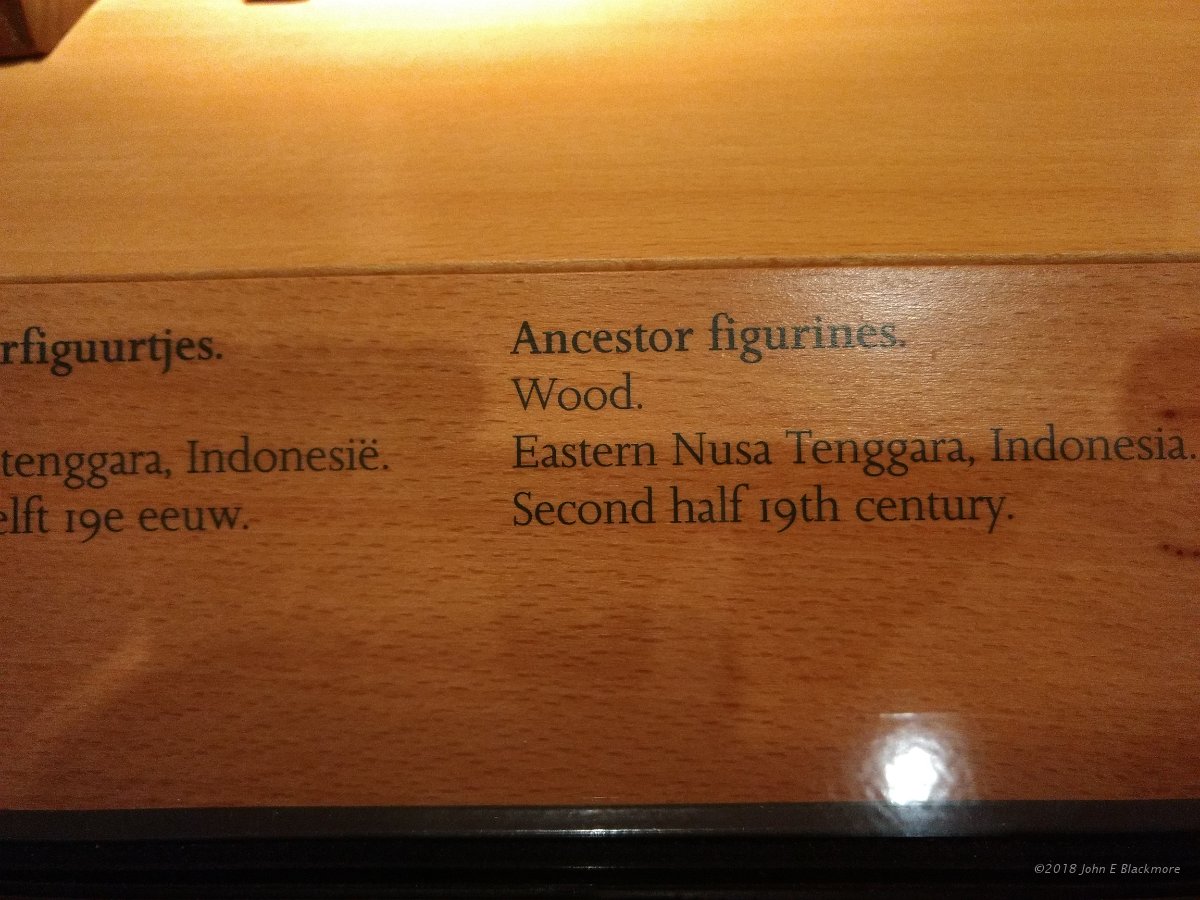 rfiguurtjes.
tenggara, Indonesië.
elft 19e eeuw.
Ancestor figurines.
Wood.
Eastern Nusa Tenggara, Indonesia.
Second half 19th century.
©2018 John E Blackmore